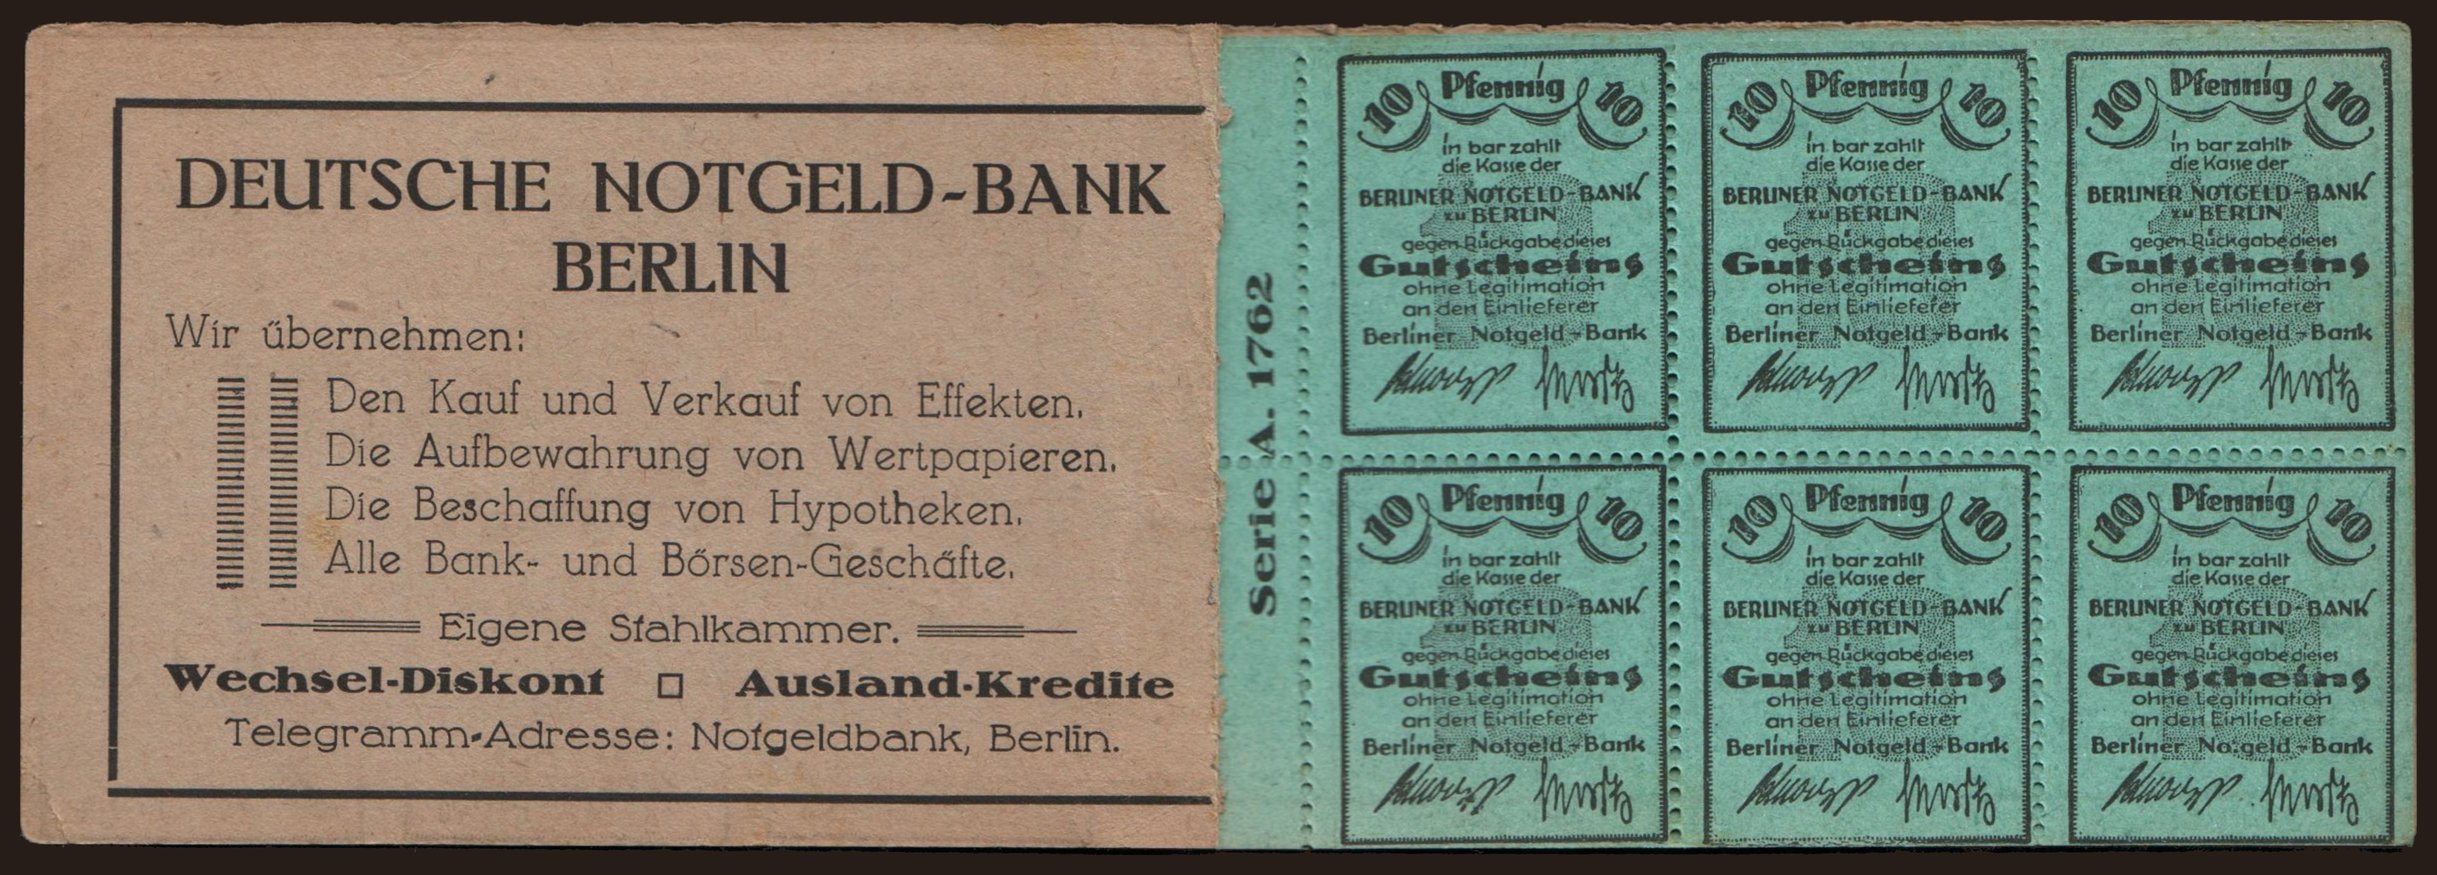 DEUTSCHE NOTGELD-BANK
BERLIN
Wir übernehmen:
Den Kauf und Verkauf von Effekten.
Die Aufbewahrung von Wertpapieren.
Die Beschaffung von Hypotheken.
Alle Bank- und Börsen-Geschäfte.
Eigene Stahlkammer.
Wechsel-Diskont □ Ausland-Kredite
Telegramm-Adresse: Notgeldbank, Berlin.
Serie A. 1762
10 Pfennig 10
in bar zahlt
die Kasse der
BERLINER NOTGELD-BANK
zu BERLIN
gegen Rückgabe dieses
Gutscheins
ohne Legitimation
an den Einlieferer
Berliner Notgeld-Bank
10 Pfennig 10
in bar zahlt
die Kasse der
BERLINER NOTGELD-BANK
zu BERLIN
gegen Rückgabe dieses
Gutscheins
ohne Legitimation
an den Einlieferer
Berliner Notgeld-Bank
10 Pfennig 10
in bar zahlt
die Kasse der
BERLINER NOTGELD-BANK
zu BERLIN
gegen Rückgabe dieses
Gutscheins
ohne Legitimation
an den Einlieferer
Berliner Notgeld-Bank
10 Pfennig 10
in bar zahlt
die Kasse der
BERLINER NOTGELD-BANK
zu BERLIN
gegen Rückgabe dieses
Gutscheins
ohne Legitimation
an den Einlieferer
Berliner Notgeld-Bank
10 Pfennig 10
in bar zahlt
die Kasse der
BERLINER NOTGELD-BANK
zu BERLIN
gegen Rückgabe dieses
Gutscheins
ohne Legitimation
an den Einlieferer
Berliner Notgeld-Bank
10 Pfennig 10
in bar zahlt
die Kasse der
BERLINER NOTGELD-BANK
zu BERLIN
gegen Rückgabe dieses
Gutscheins
ohne Legitimation
an den Einlieferer
Berliner No.geld-Bank